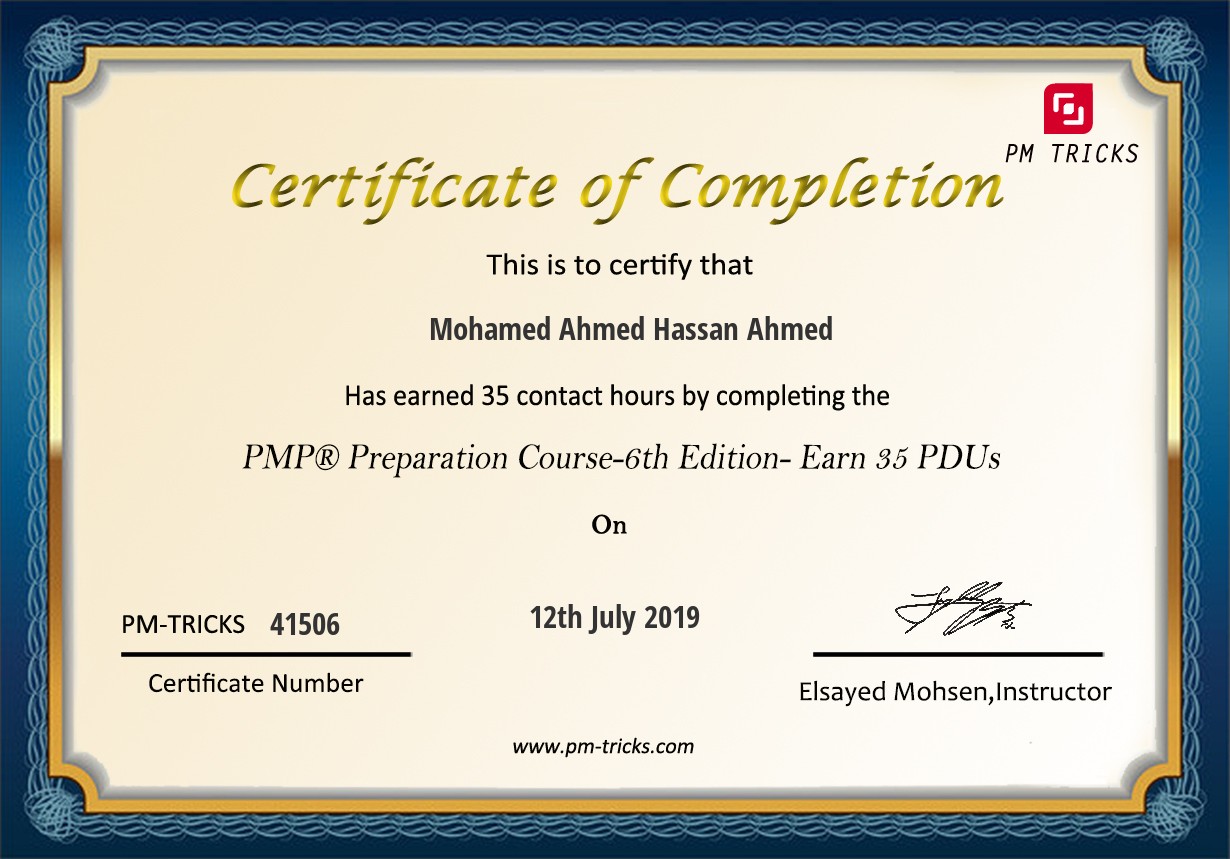 PM TRICKS
Certificate of Completion
This is to certify that
Mohamed Ahmed Hassan Ahmed
Has earned 35 contact hours by completing the
PMP® Preparation Course-6th Edition- Earn 35 PDUs
On
PM-TRICKS 41506
12th July 2019
Certificate Number
Elsayed Mohsen,Instructor
www.pm-tricks.com